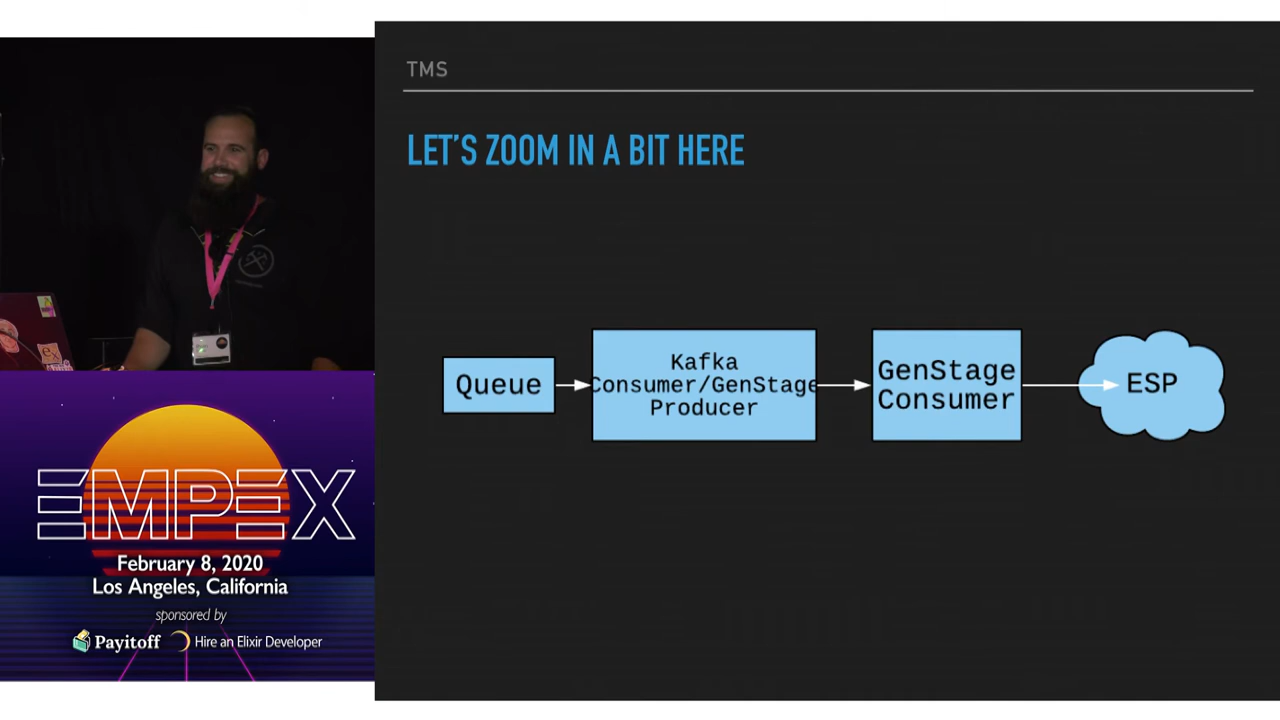 TMS
LET'S ZOOM IN A BIT HERE
Queue
Kafka
Consumer/GenStage
Producer
GenStage
Consumer
ESP
EMPEX
February 8, 2020
Los Angeles, California
sponsored by
Payitoff Hire an Elixir Developer